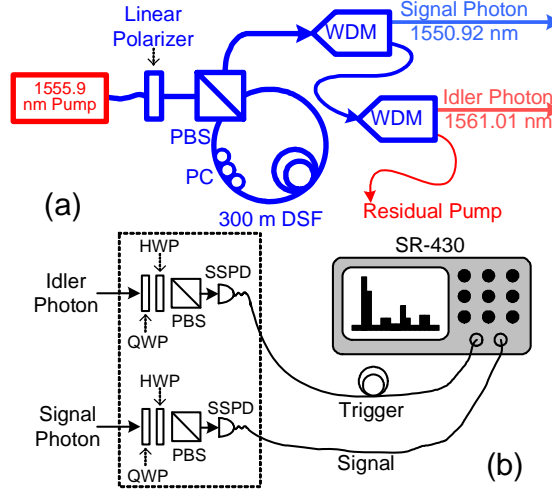 Linear
Polarizer
1555.9
nm Pump
PBS
PC
300 m DSF
WDM
Signal Photon
1550.92 nm
WDM
Idler Photon
1561.01 nm
Residual Pump
(a)
HWP
SSPD
Idler
Photon
PBS
QWP
HWP
SSPD
Signal
Photon
PBS
QWP
SR-430
Trigger
Signal
(b)